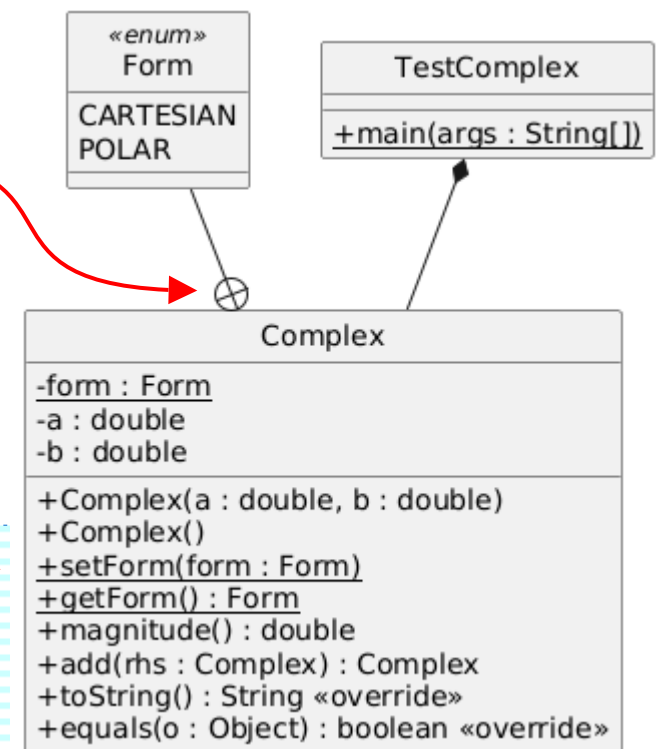 «enum»
Form
CARTESIAN
POLAR
TestComplex
+main(args : String[])
Complex
-form : Form
-a : double
-b : double
+Complex(a : double, b : double)
+Complex()
+setForm(form : Form)
+getForm() : Form
+magnitude() : double
+add(rhs : Complex) : Complex
+toString() : String «override»
+equals(o : Object) : boolean «override»